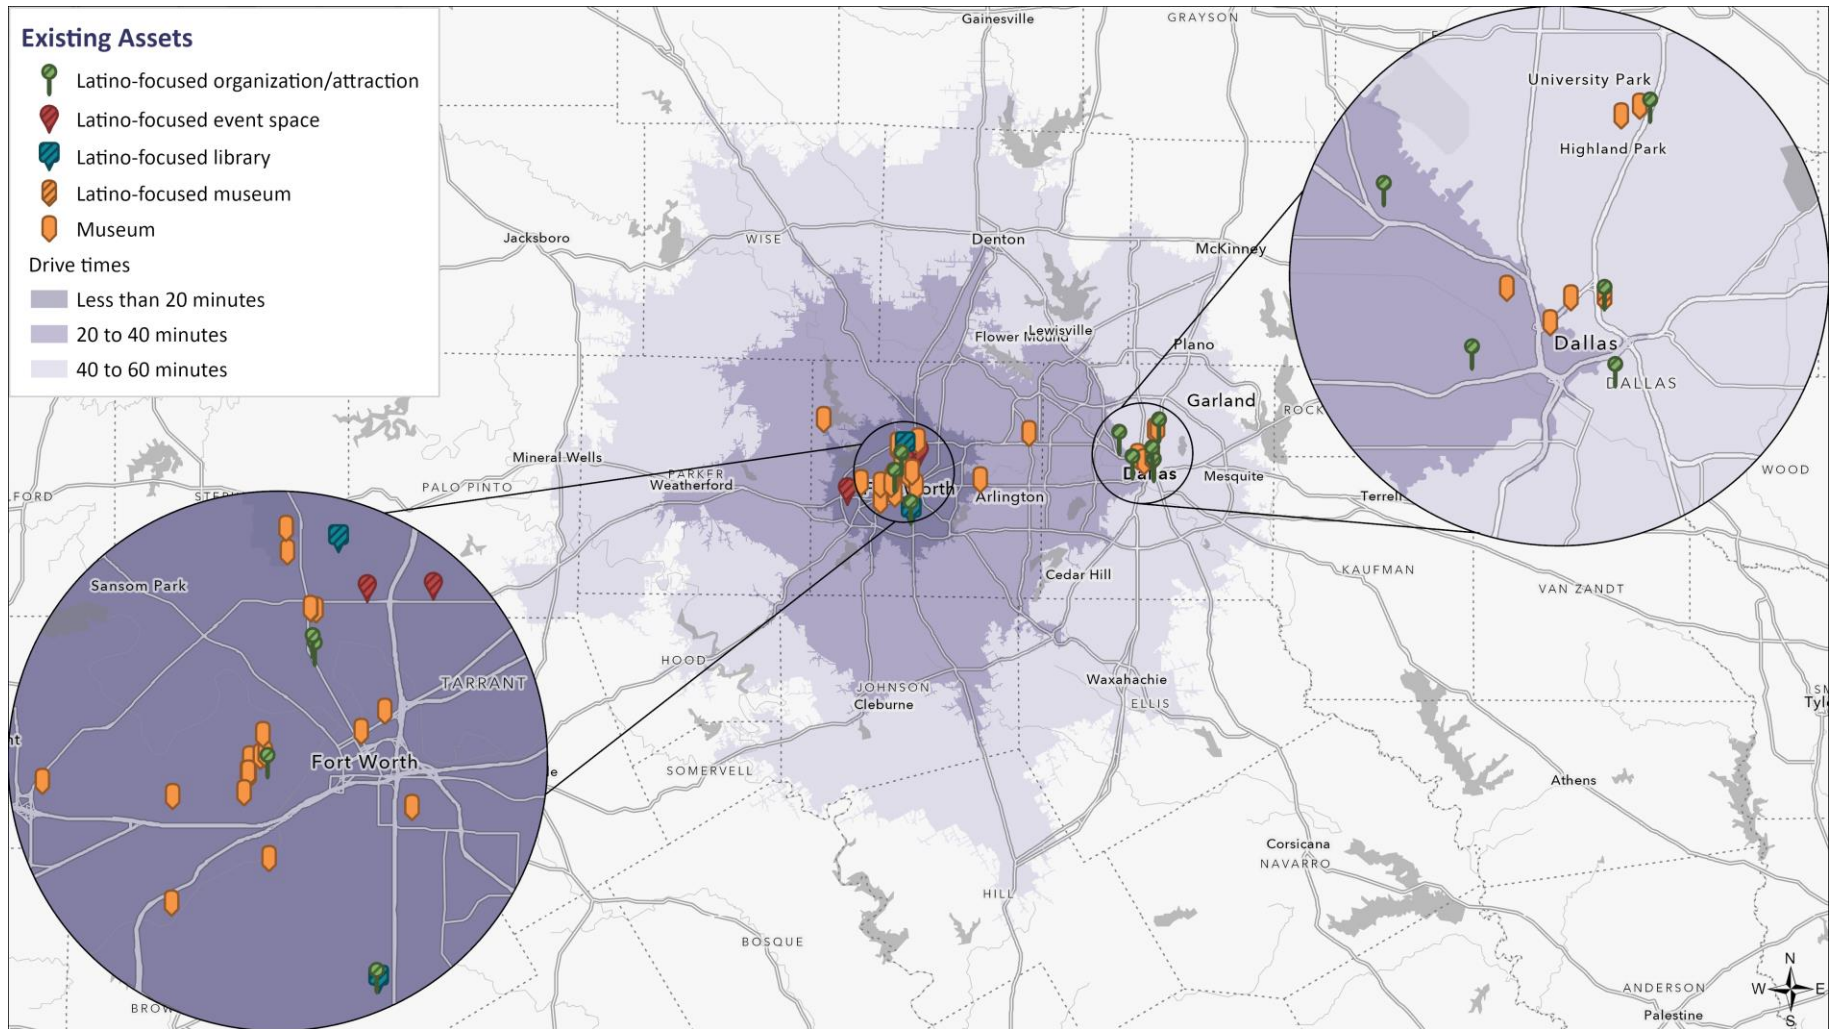 Existing Assets
Latino-focused organization/attraction
Latino-focused event space
Latino-focused library
Latino-focused museum
Museum
Drive times
Less than 20 minutes
20 to 40 minutes
40 to 60 minutes
Gainesville
GRAYSON
Jacksboro
WISE
Denton
McKinney
Flower Mound
Lewisville
Plano
Garland
ROCK
Mineral Wells
PARKER
Weatherford
PALO PINTO
Arlington
Dallas
Mesquite
Terrell
WOOD
Cedar Hill
KAUFMAN
VAN ZANDT
HOOD
JOHNSON
Cleburne
Waxahachie
ELLIS
SOMERVELL
Athens
Corsicana
NAVARRO
HILL
BOSQUE
ANDERSON
Palestine
University Park
Highland Park
Dallas
DALLAS
Sansom Park
TARRANT
Fort Worth
N
W E
S